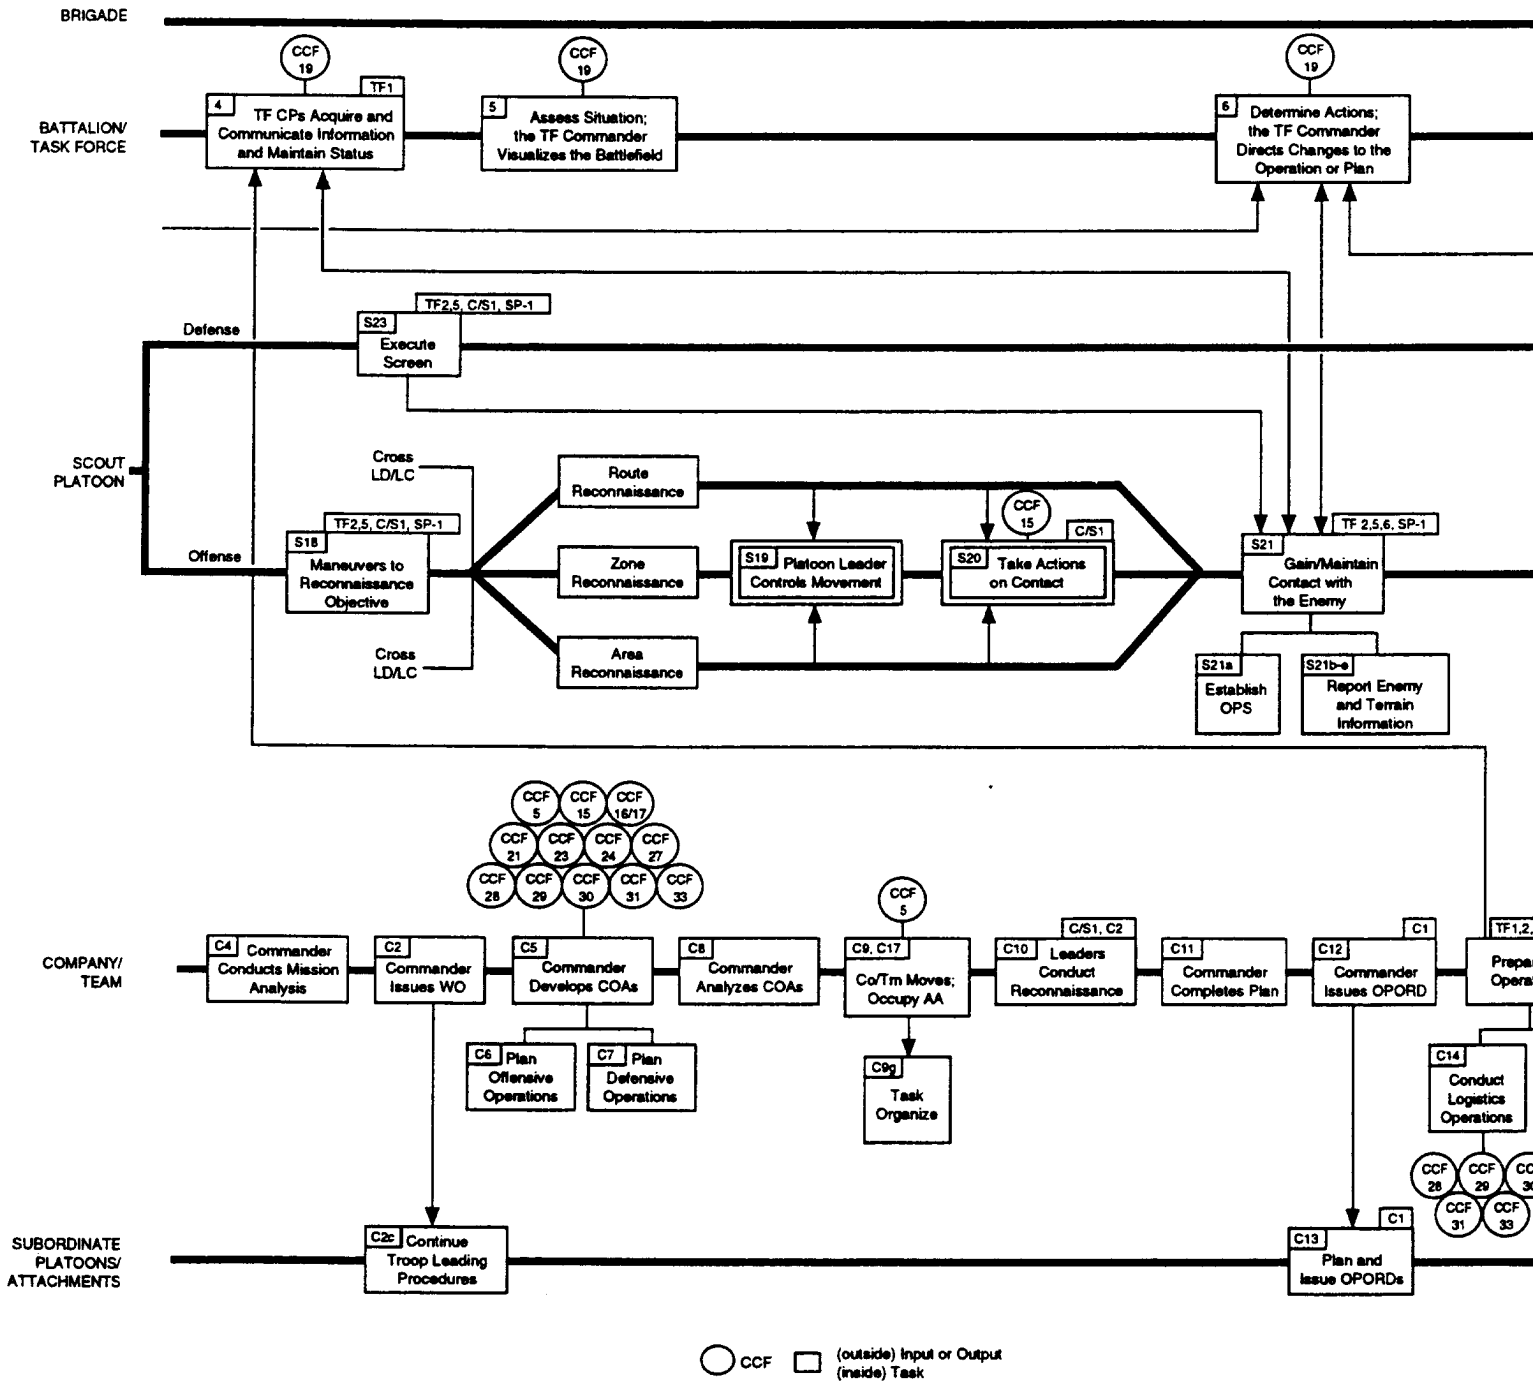 BRIGADE
CCF
19
CCF
19
CCF
19
BATTALION/
TASK FORCE
4
TF1
TF CPs Acquire and
Communicate Information
and Maintain Status
5
Assess Situation;
the TF Commander
Visualizes the Battlefield
6
Determine Actions;
the TF Commander
Directs Changes to the
Operation or Plan
TF2,5, C/S1, SP-1
S23
Execute
Screen
Defense
SCOUT
PLATOON
Offense
Cross
LD/LC
Cross
LD/LC
TF2,5, C/S1, SP-1
S18
Maneuvers to
Reconnaissance
Objective
Route
Reconnaissance
Zone
Reconnaissance
Area
Reconnaissance
S19
Platoon Leader
Controls Movement
CCF
15
C/S1
S20
Take Actions
on Contact
TF 2,5,6, SP-1
S21
Gain/Maintain
Contact with
the Enemy
S21a
Establish
OPS
S21b-e
Report Enemy
and Terrain
Information
CCF
5
CCF
15
CCF
16/17
CCF
21
CCF
23
CCF
24
CCF
27
CCF
28
CCF
29
CCF
30
CCF
31
CCF
33
CCF
5
COMPANY/
TEAM
C4
Commander
Conducts Mission
Analysis
C2
Commander
Issues WO
C5
Commander
Develops COAs
C8
Commander
Analyzes COAs
C9, C17
Co/Tm Moves;
Occupy AA
C/S1, C2
C10
Leaders
Conduct
Reconnaissance
C11
Commander
Completes Plan
C1
C12
Commander
Issues OPORD
TF1,2,
Prepa
Opera
C6
Plan
Offensive
Operations
C7
Plan
Defensive
Operations
C9g
Task
Organize
C14
Conduct
Logistics
Operations
CCF
28
CCF
29
CCF
31
CCF
33
SUBORDINATE
PLATOONS/
ATTACHMENTS
C2c
Continue
Troop Leading
Procedures
C1
C13
Plan and
Issue OPORDs
CCF
(outside) Input or Output
(inside) Task